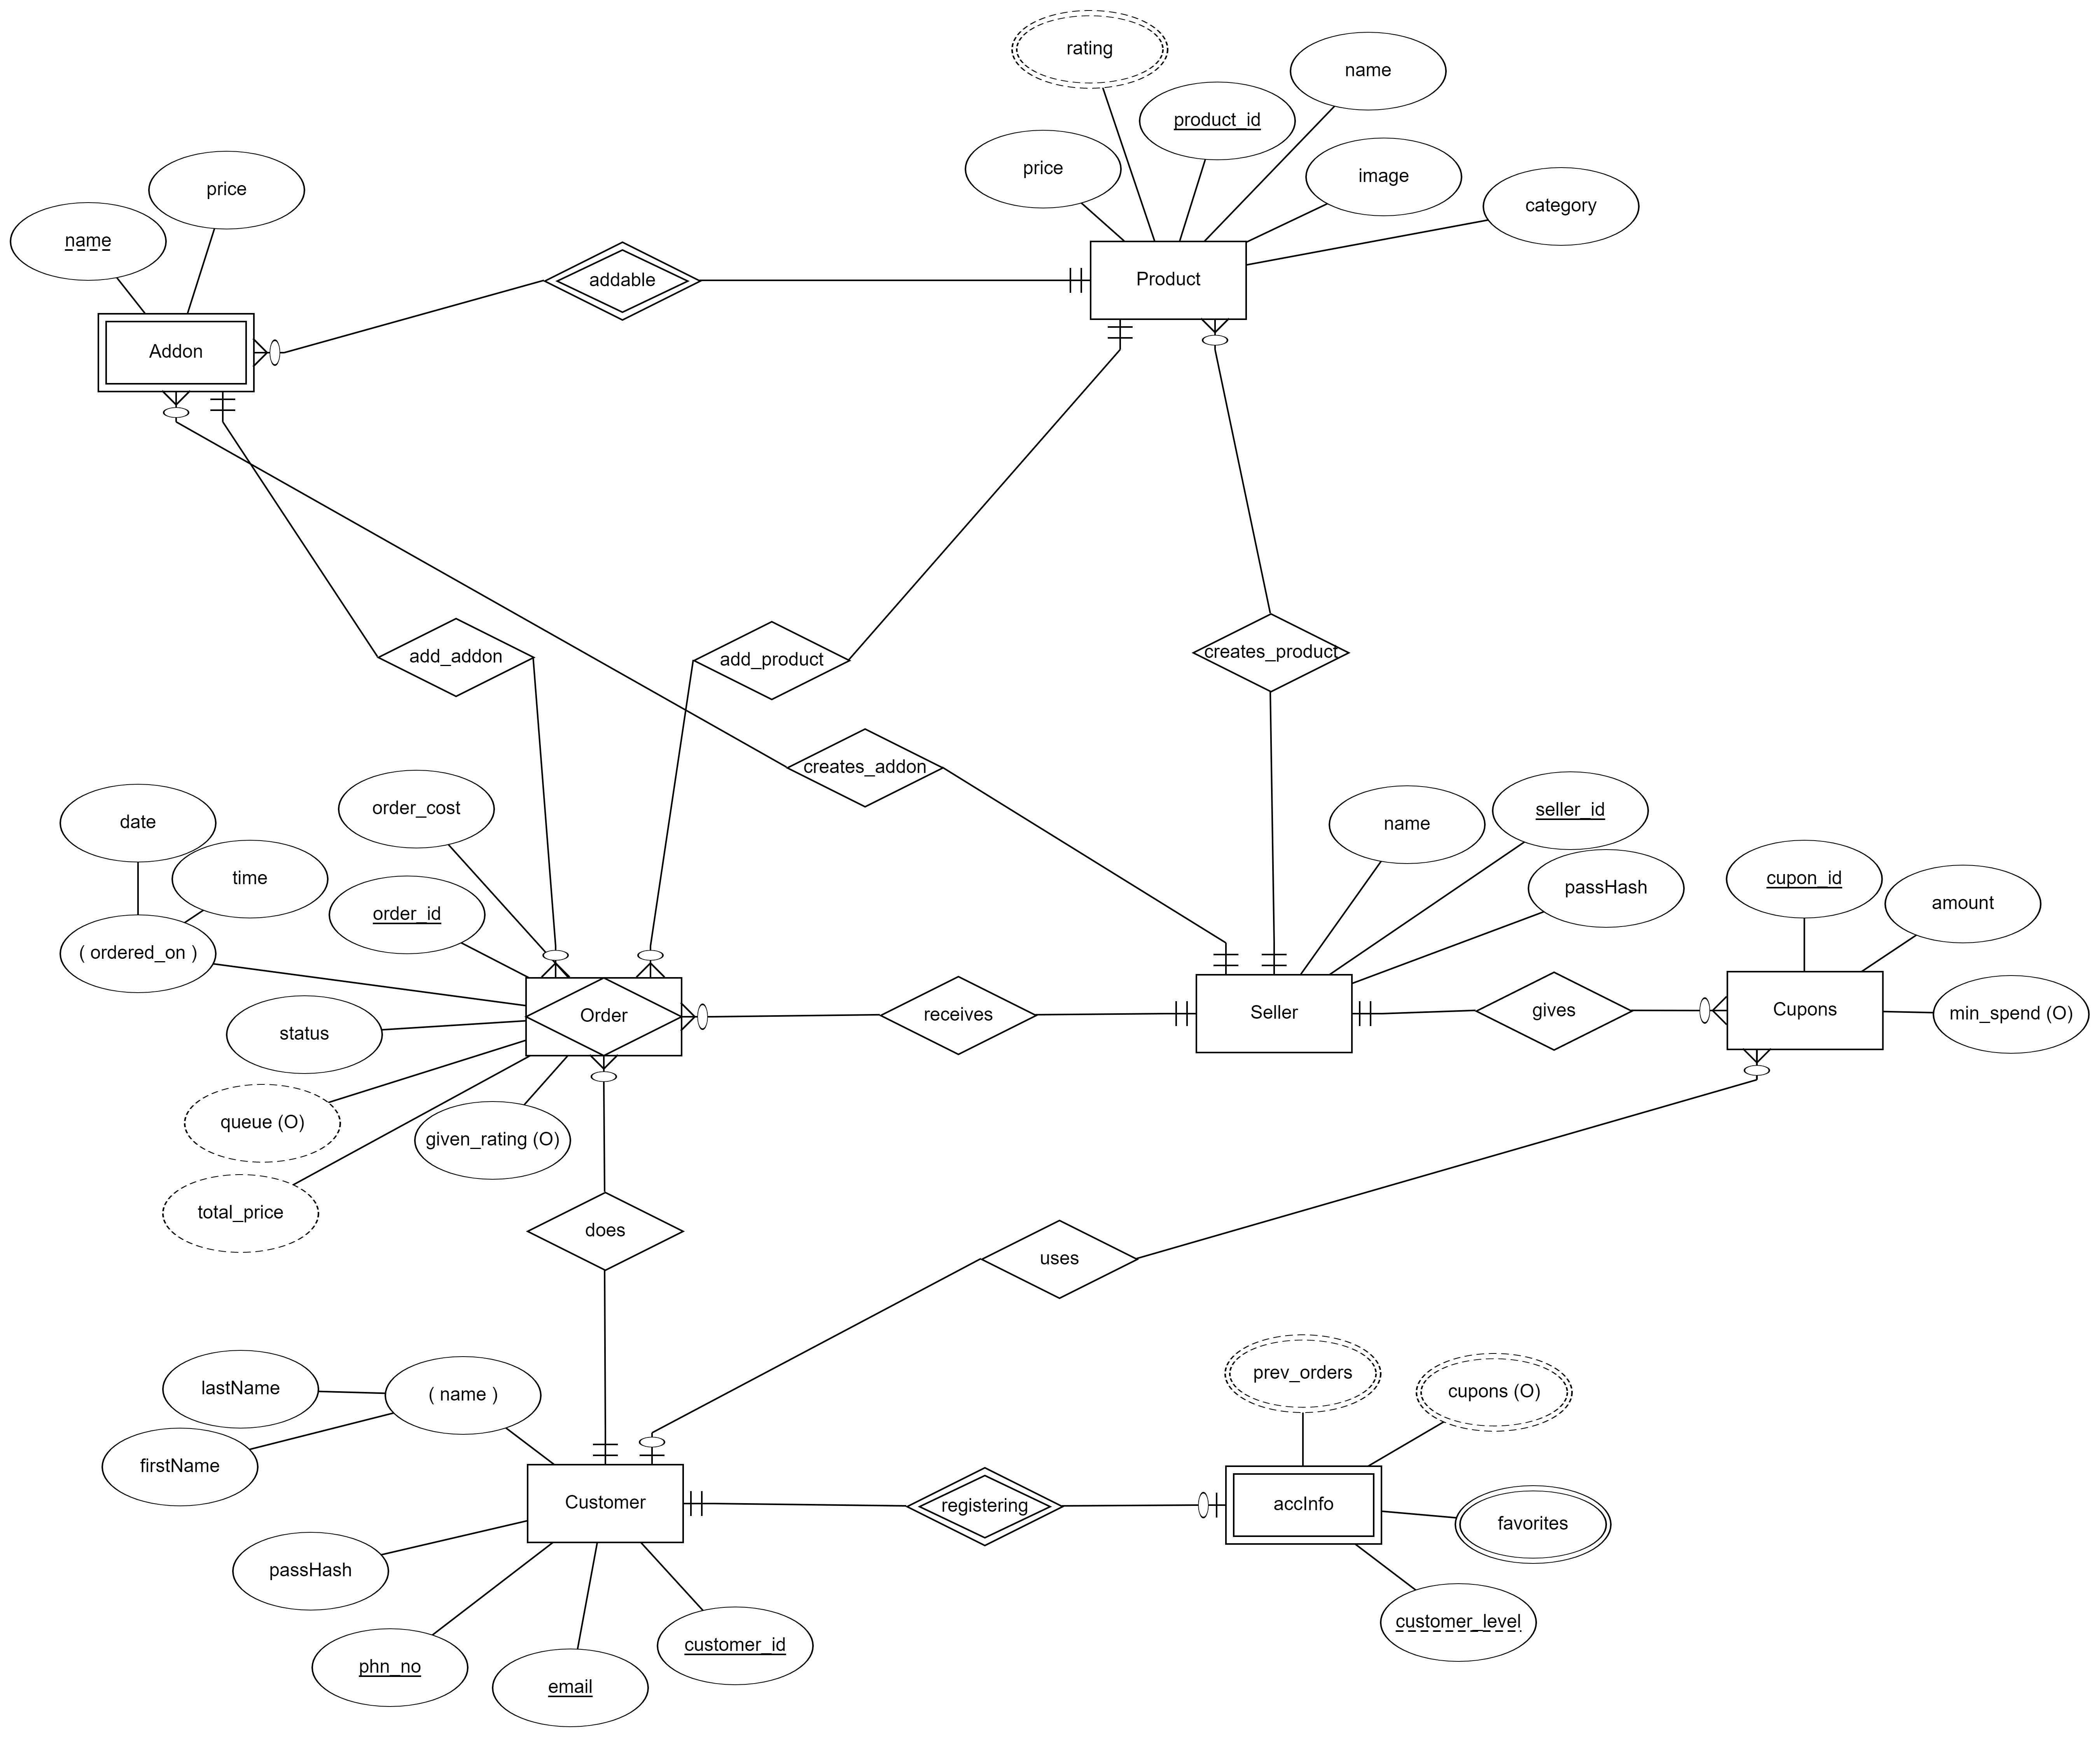 rating
name
product_id
price
image
category
price
name
addable
Product
Addon
add_addon
add_product
creates_product
creates_addon
order_cost
date
time
order_id
( ordered_on )
name
seller_id
passHash
cupon_id
amount
Order
receives
Seller
gives
Cupons
min_spend (O)
status
queue (O)
given_rating (O)
total_price
does
uses
lastName
( name )
firstName
prev_orders
cupons (O)
Customer
registering
accInfo
favorites
passHash
phn_no
email
customer_id
customer_level